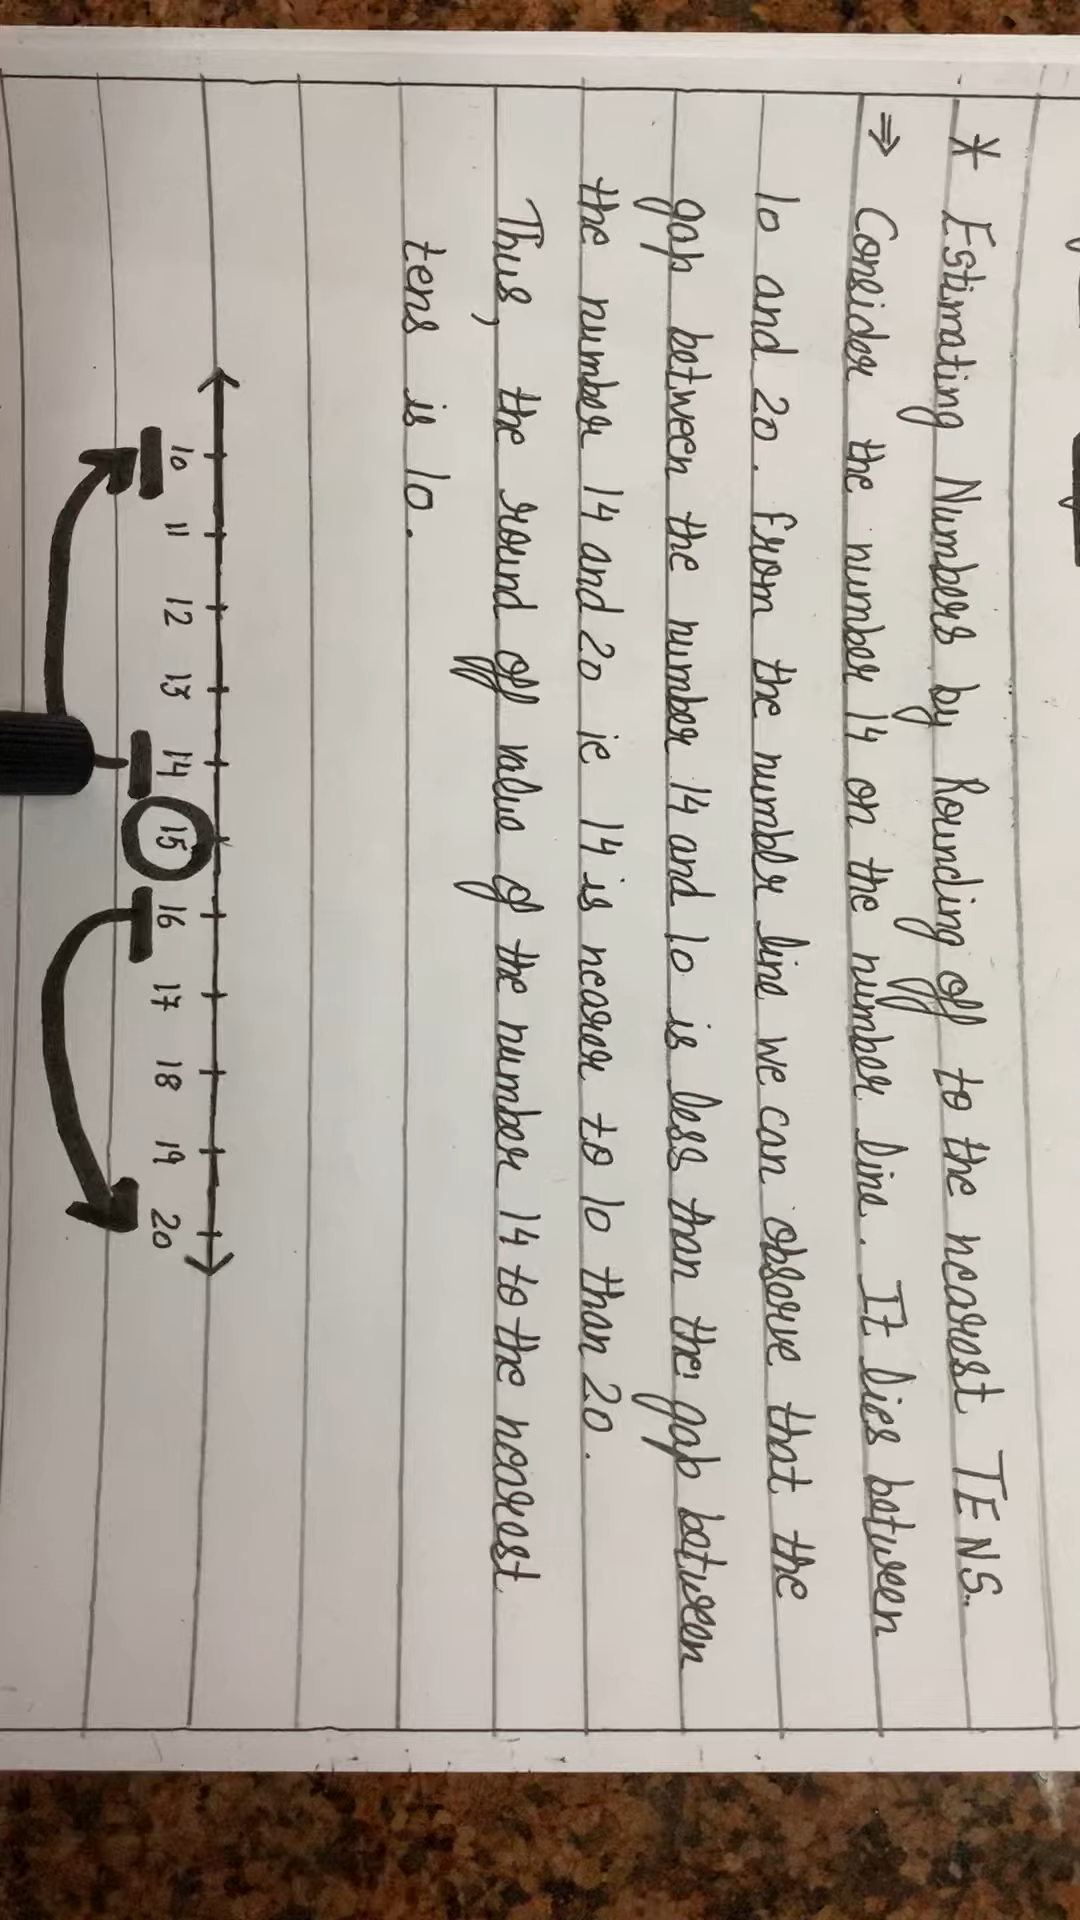 * Estimating Numbers by Rounding off to the nearest TENS.
⇒ Consider the number 14 on the number line. It lies between
10 and 20. From the number line we can observe that the
gap between the number 14 and 10 is less than the gap between
the number 14 and 20 ie 14 is nearer to 10 than 20.
Thus, the round off value of the number 14 to the nearest
tens is 10.
10 11 12 13 14 15 16 17 18 19 20